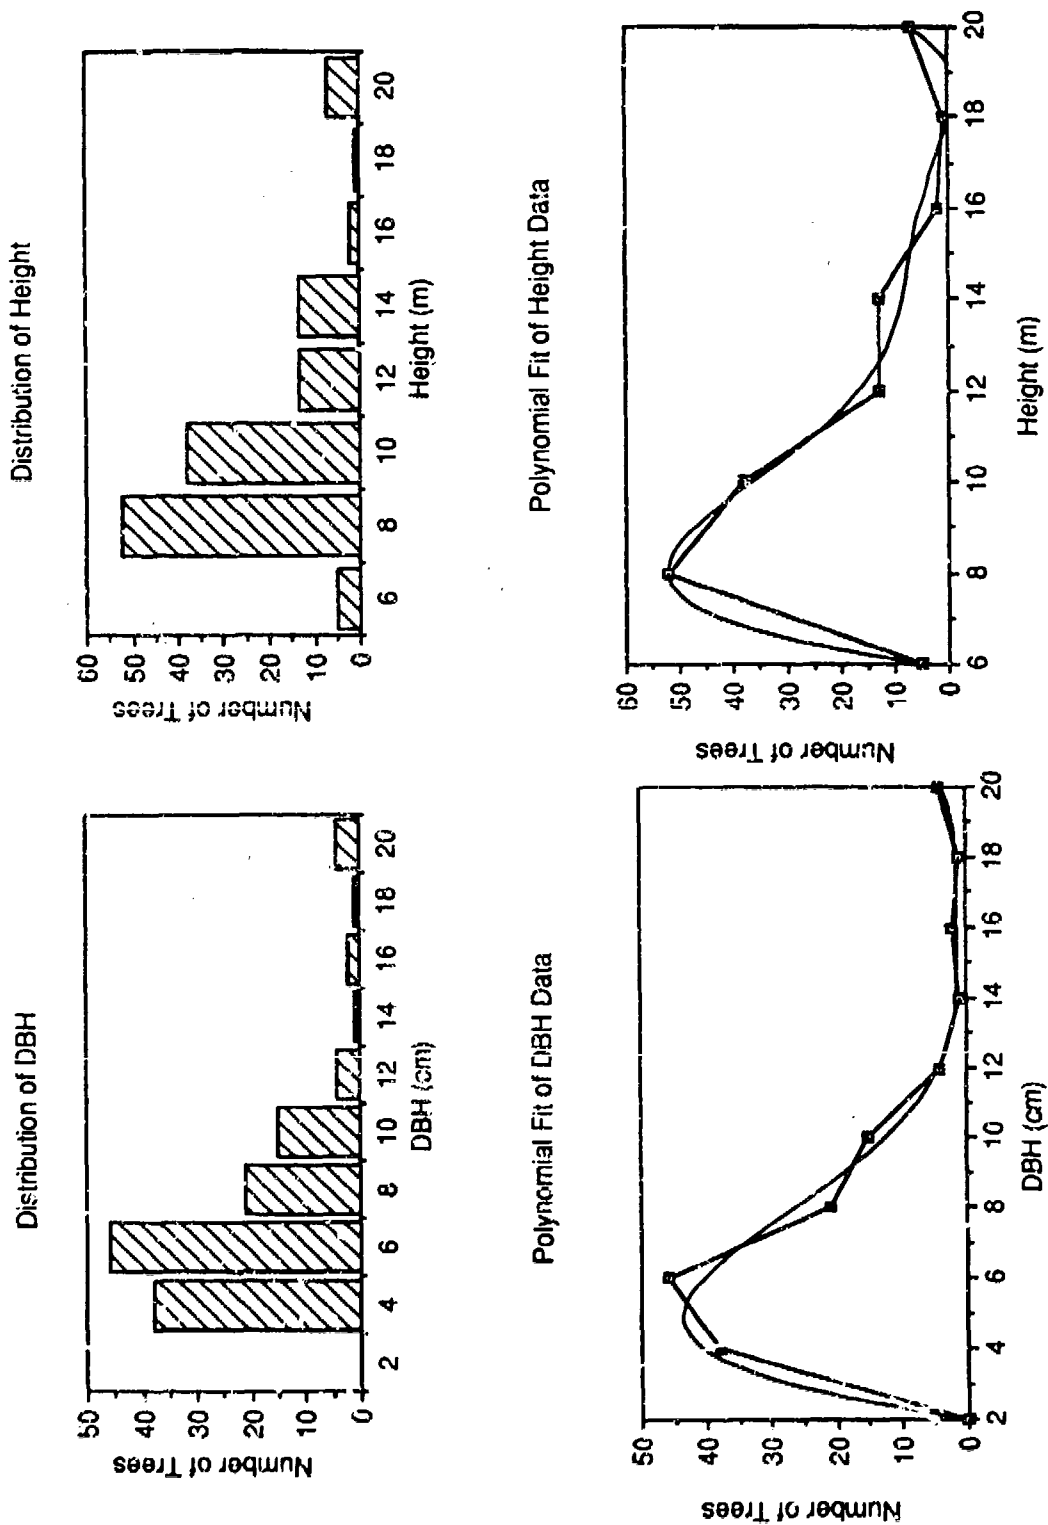 Distribution of DBH
Number of Trees
50
40
30
20
10
0
2 4 6 8 10 12 14 16 18 20
DBH (cm)
Distribution of Height
Number of Trees
60
50
40
30
20
10
0
6 8 10 12 14 16 18 20
Height (m)
Polynomial Fit of DBH Data
Number of Trees
50
40
30
20
10
0
2 4 6 8 10 12 14 16 18 20
DBH (cm)
Polynomial Fit of Height Data
Number of Trees
60
50
40
30
20
10
0
6 8 10 12 14 16 18 20
Height (m)